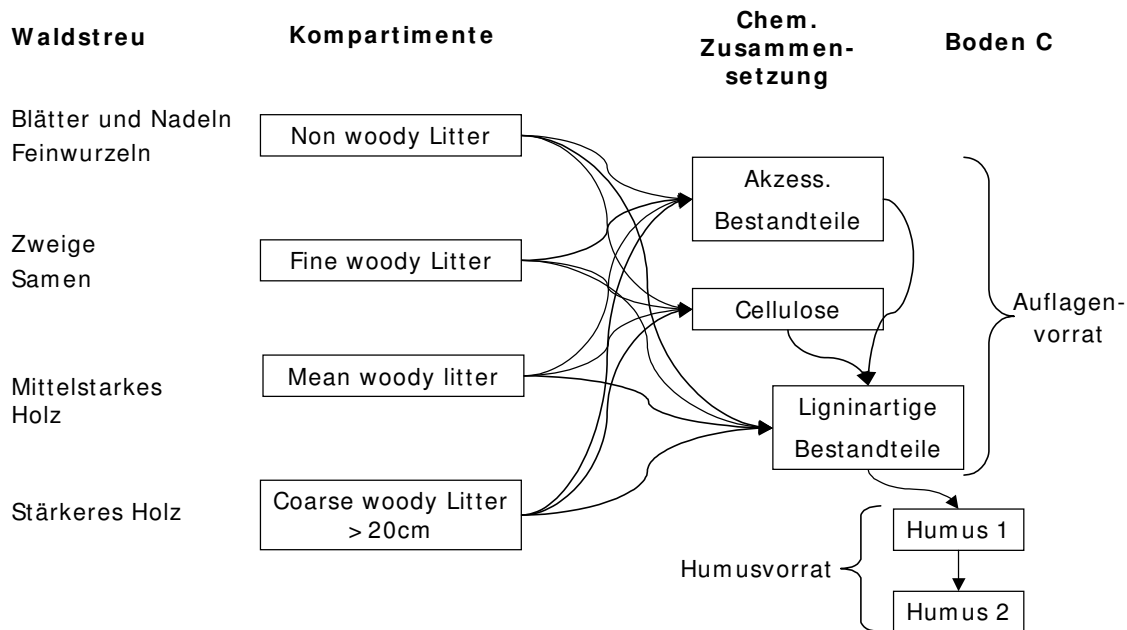 Waldstreu
Kompartimente
Chem.
Zusammen-
setzung
Boden C
Blätter und Nadeln
Feinwurzeln
Non woody Litter
Akzess.
Bestandteile
Zweige
Samen
Fine woody Litter
Cellulose
Auflagen-
vorrat
Mittelstarkes
Holz
Mean woody litter
Ligninartige
Bestandteile
Stärkeres Holz
Coarse woody Litter
> 20cm
Humus 1
Humusvorrat
Humus 2